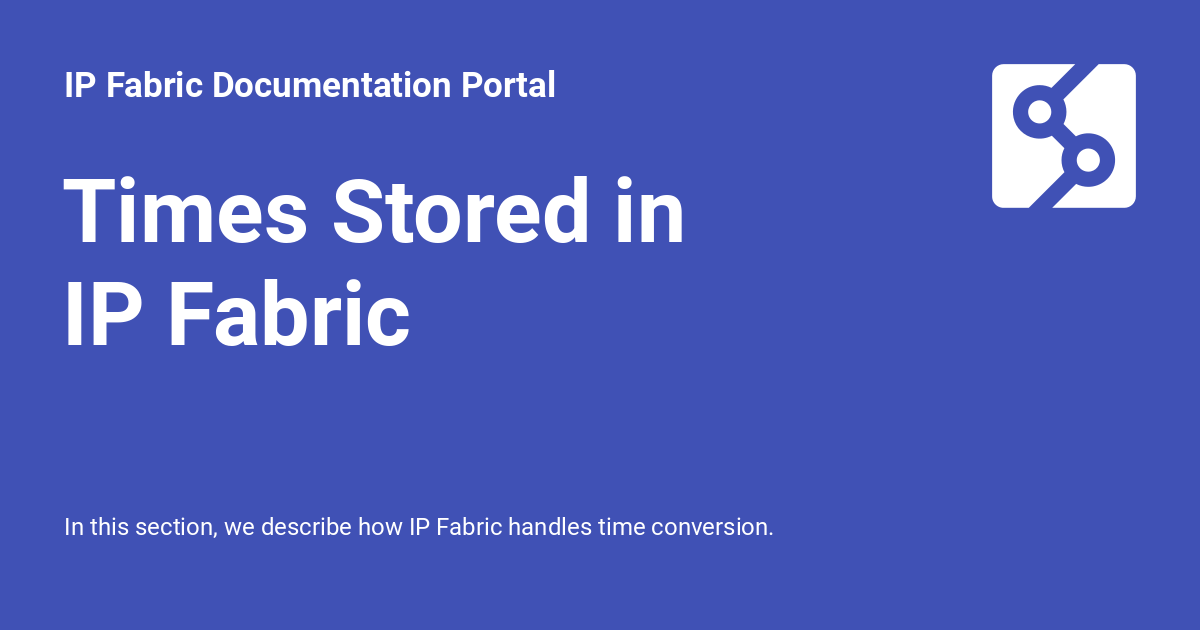 IP Fabric Documentation Portal
Times Stored in
IP Fabric
In this section, we describe how IP Fabric handles time conversion.